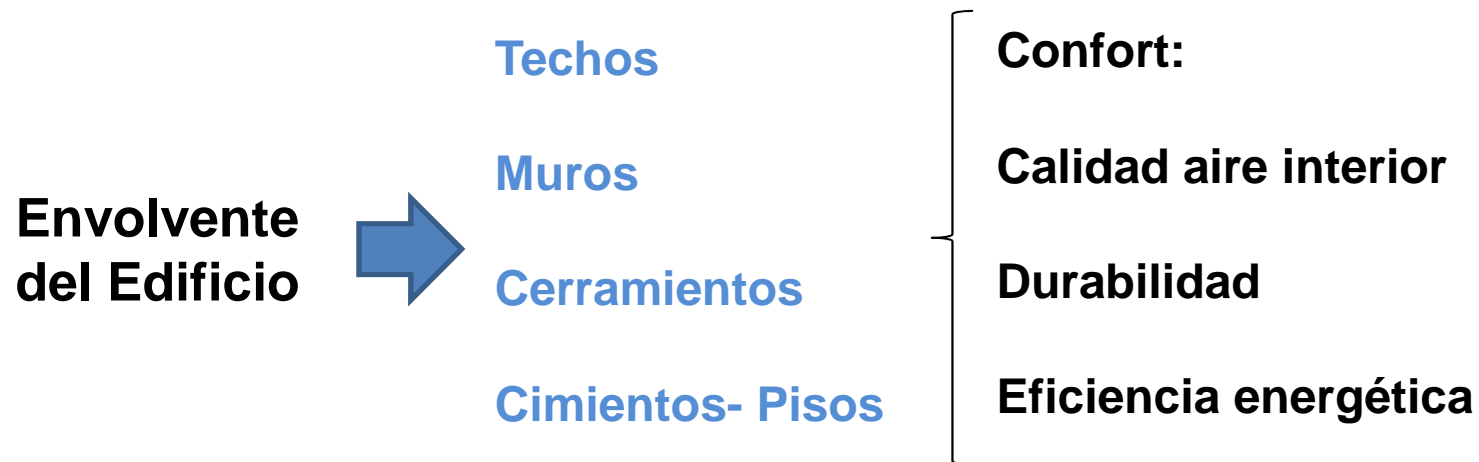 Envolvente
del Edificio
Techos
Muros
Cerramientos
Cimientos- Pisos
Confort:
Calidad aire interior
Durabilidad
Eficiencia energética